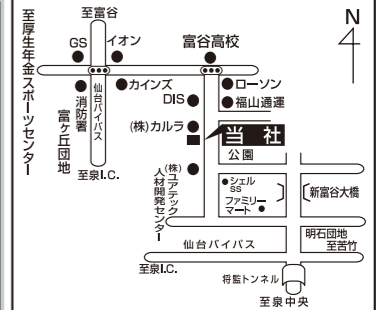 至富谷
N
至厚生年金スポーツセンター
GS
イオン
富谷高校
カインズ
ローソン
DIS
福山通運
消防署
富ヶ丘団地
仙台バイパス
(株)カルラ
当社
公園
至泉I.C.
(株)ユアテック
人材開発センター
シェル
SS
ファミリー
マート
新富谷大橋
明石団地
至苦竹
仙台バイパス
至泉I.C.
将監トンネル
至泉中央